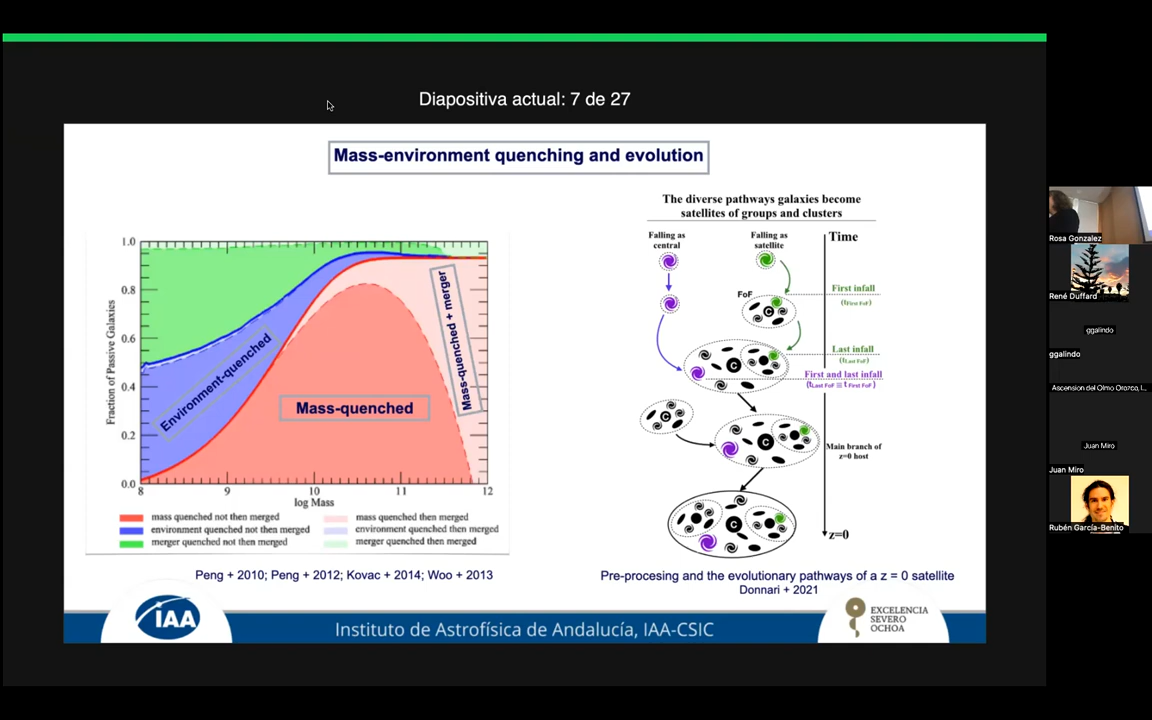 Diapositiva actual: 7 de 27
Mass-environment quenching and evolution
Fraction of Passive Galaxies
1.0
0.8
0.6
0.4
0.2
0.0
8
9
10
11
12
log Mass
Environment-quenched
Mass-quenched
Mass-quenched + merger
mass quenched not then merged
environment quenched not then merged
merger quenched not then merged
mass quenched then merged
environment quenched then merged
merger quenched then merged
Peng + 2010; Peng + 2012; Kovac + 2014; Woo + 2013
The diverse pathways galaxies become
satellites of groups and clusters
Falling as
central
Falling as
satellite
Time
FoF
C
First infall
(tFirst FoF)
Last infall
(tLast FoF)
First and last infall
(tLast FoF ≡ tFirst FoF)
C
C
C
Main branch of
z=0 host
C
z=0
Pre-procesing and the evolutionary pathways of a z = 0 satellite
Donnari + 2021
IAA
Instituto de Astrofísica de Andalucía, IAA-CSIC
EXCELENCIA
SEVERO
OCHOA
Rosa Gonzalez
René Duffard
ggalindo
ggalindo
Ascension del Olmo Orozco, I...
Juan Miro
Juan Miro
Rubén García-Benito